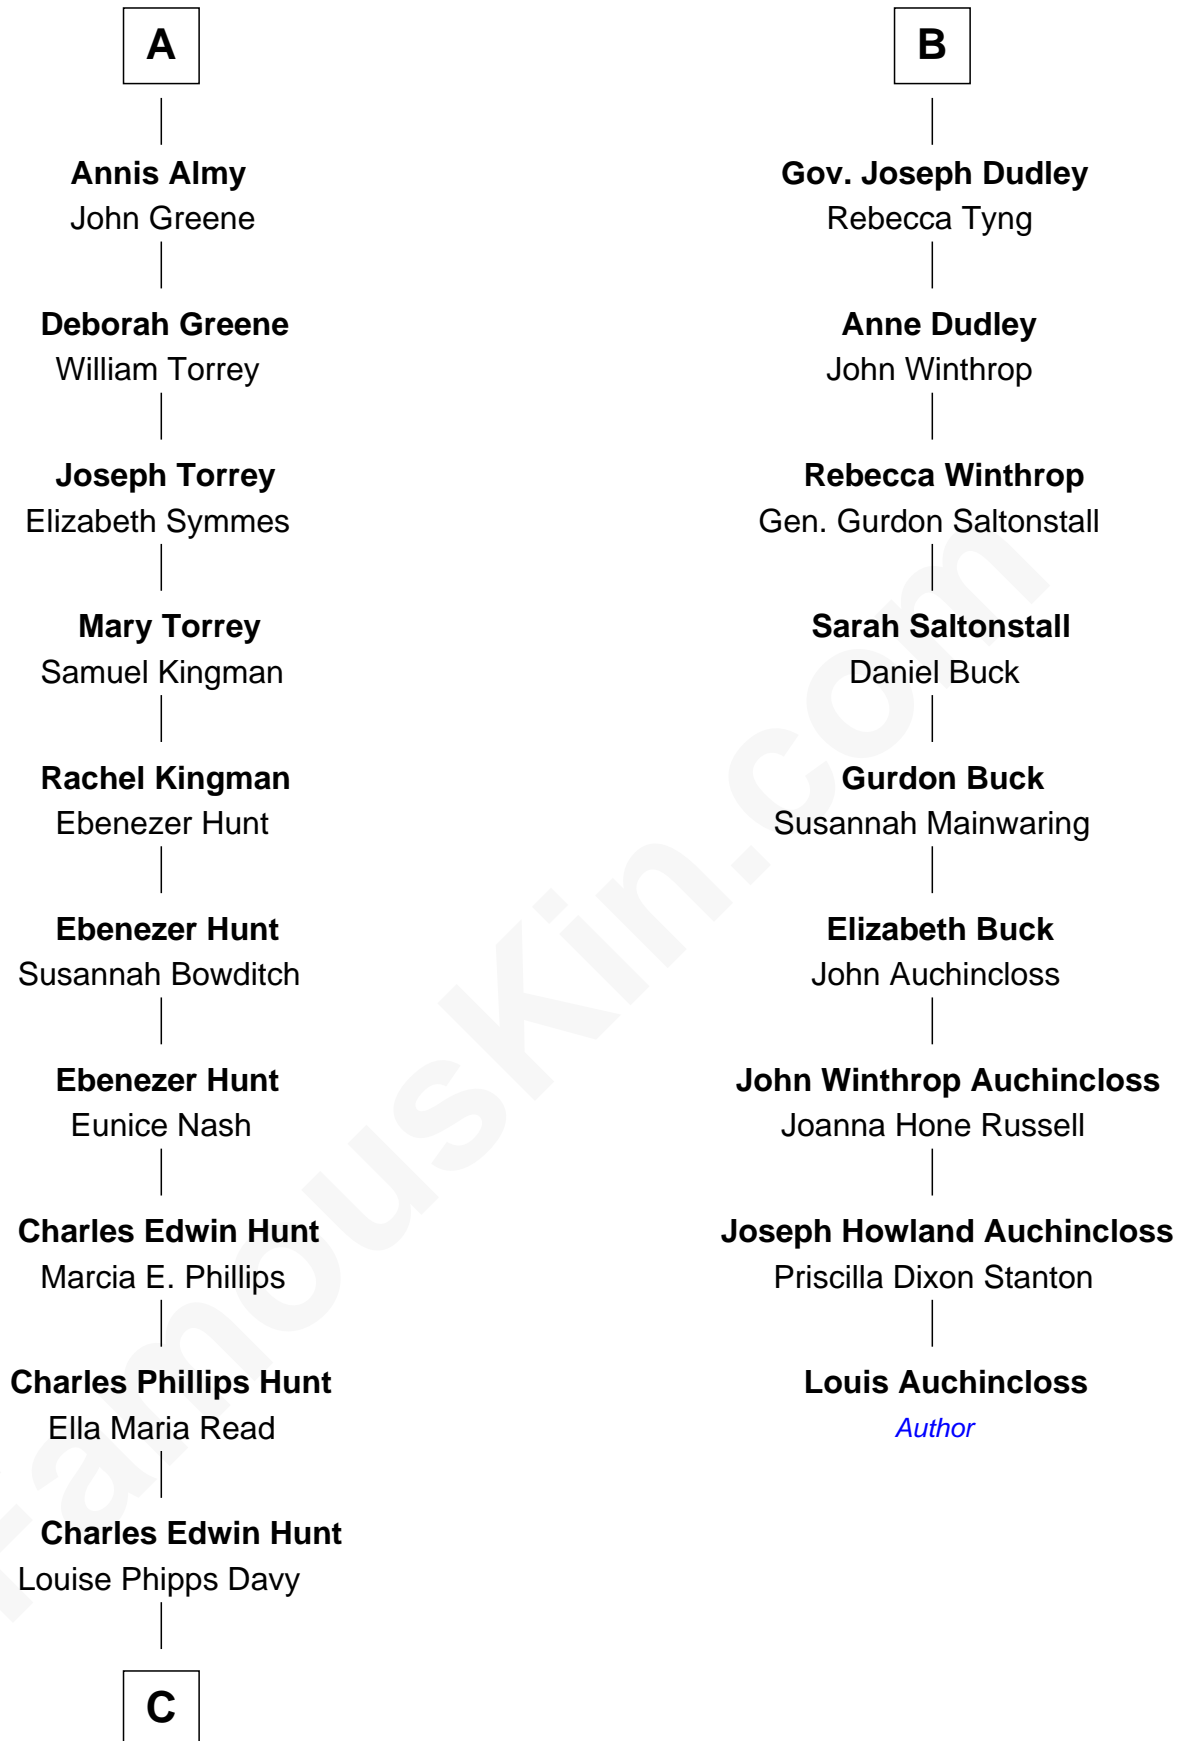 A
Annis Almy
John Greene
Deborah Greene
William Torrey
Joseph Torrey
Elizabeth Symmes
Mary Torrey
Samuel Kingman
Rachel Kingman
Ebenezer Hunt
Ebenezer Hunt
Susannah Bowditch
Ebenezer Hunt
Eunice Nash
Charles Edwin Hunt
Marcia E. Phillips
Charles Phillips Hunt
Ella Maria Read
Charles Edwin Hunt
Louise Phipps Davy
C
B
Gov. Joseph Dudley
Rebecca Tyng
Anne Dudley
John Winthrop
Rebecca Winthrop
Gen. Gurdon Saltonstall
Sarah Saltonstall
Daniel Buck
Gurdon Buck
Susannah Mainwaring
Elizabeth Buck
John Auchincloss
John Winthrop Auchincloss
Joanna Hone Russell
Joseph Howland Auchincloss
Priscilla Dixon Stanton
Louis Auchincloss
Author
FamousKin.com